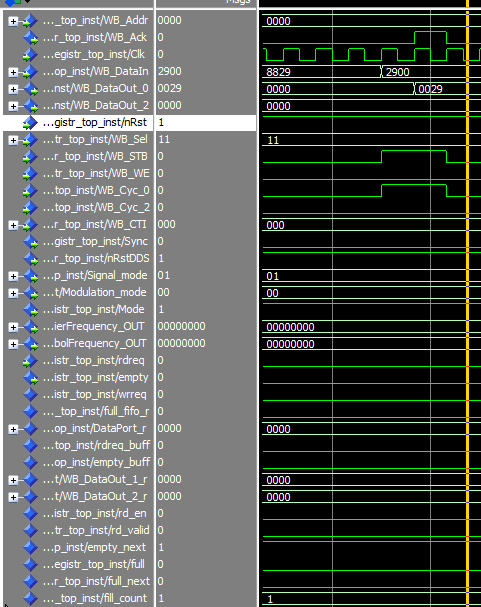 Msgs
..._top_inst/WB_Addr 0000 0000
...r_top_inst/WB_Ack 0
...egistr_top_inst/Clk 0
...op_inst/WB_DataIn 2900 8829 2900
...nst/WB_DataOut_0 0029 0000 0029
...nst/WB_DataOut_2 0000 0000
...gistr_top_inst/nRst 1
...tr_top_inst/WB_Sel 11 11
...r_top_inst/WB_STB 0
...tr_top_inst/WB_WE 0
...top_inst/WB_Cyc_0 0
...top_inst/WB_Cyc_2 0
...r_top_inst/WB_CTI 000 000
...gistr_top_inst/Sync 0
...r_top_inst/nRstDDS 1
...p_inst/Signal_mode 01 01
...t/Modulation_mode 00 00
...istr_top_inst/Mode 1
...ierFrequency_OUT 00000000 00000000
...bolFrequency_OUT 00000000 00000000
...istr_top_inst/rdreq 0
...gistr_top_inst/empty 0
...istr_top_inst/wrreq 0
..._top_inst/full_fifo_r 0
...op_inst/DataPort_r 0000 0000
...top_inst/rdreq_buff 0
...op_inst/empty_buff 0
...t/WB_DataOut_1_r 0000 0000
...t/WB_DataOut_2_r 0000 0000
...istr_top_inst/rd_en 0
...tr_top_inst/rd_valid 0
...p_inst/empty_next 1
...egistr_top_inst/full 0
...r_top_inst/full_next 0
..._top_inst/fill_count 1 1